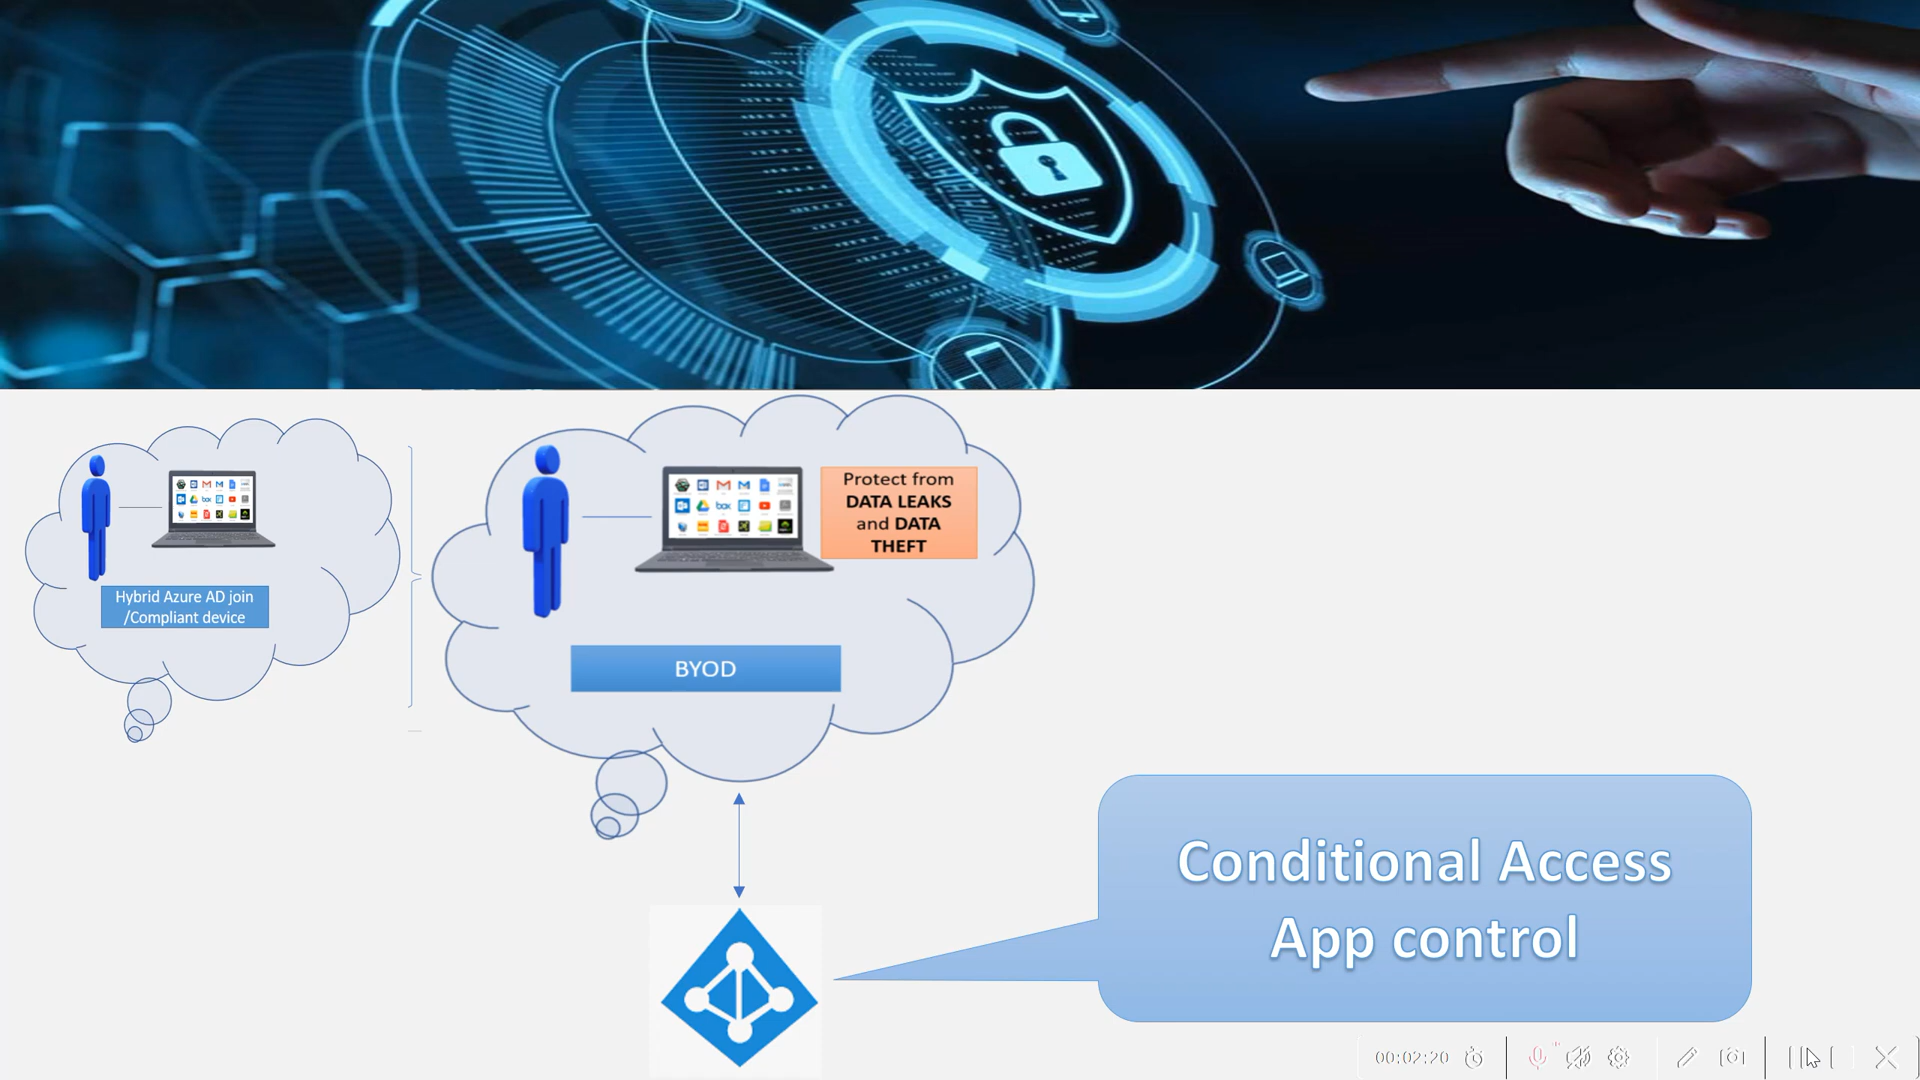 Hybrid Azure AD join
/Compliant device
Protect from
DATA LEAKS
and DATA
THEFT
BYOD
Conditional Access
App control
00:02:20